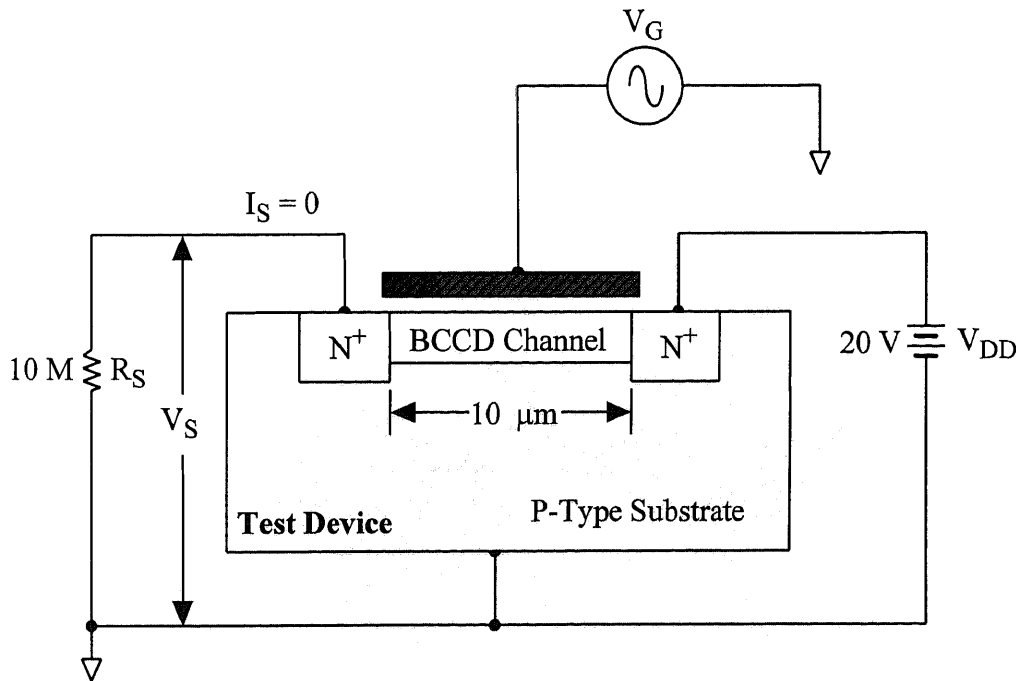 V_G
I_S = 0
N⁺ BCCD Channel N⁺
10 M R_S
20 V V_DD
10 μm
V_S
Test Device
P-Type Substrate